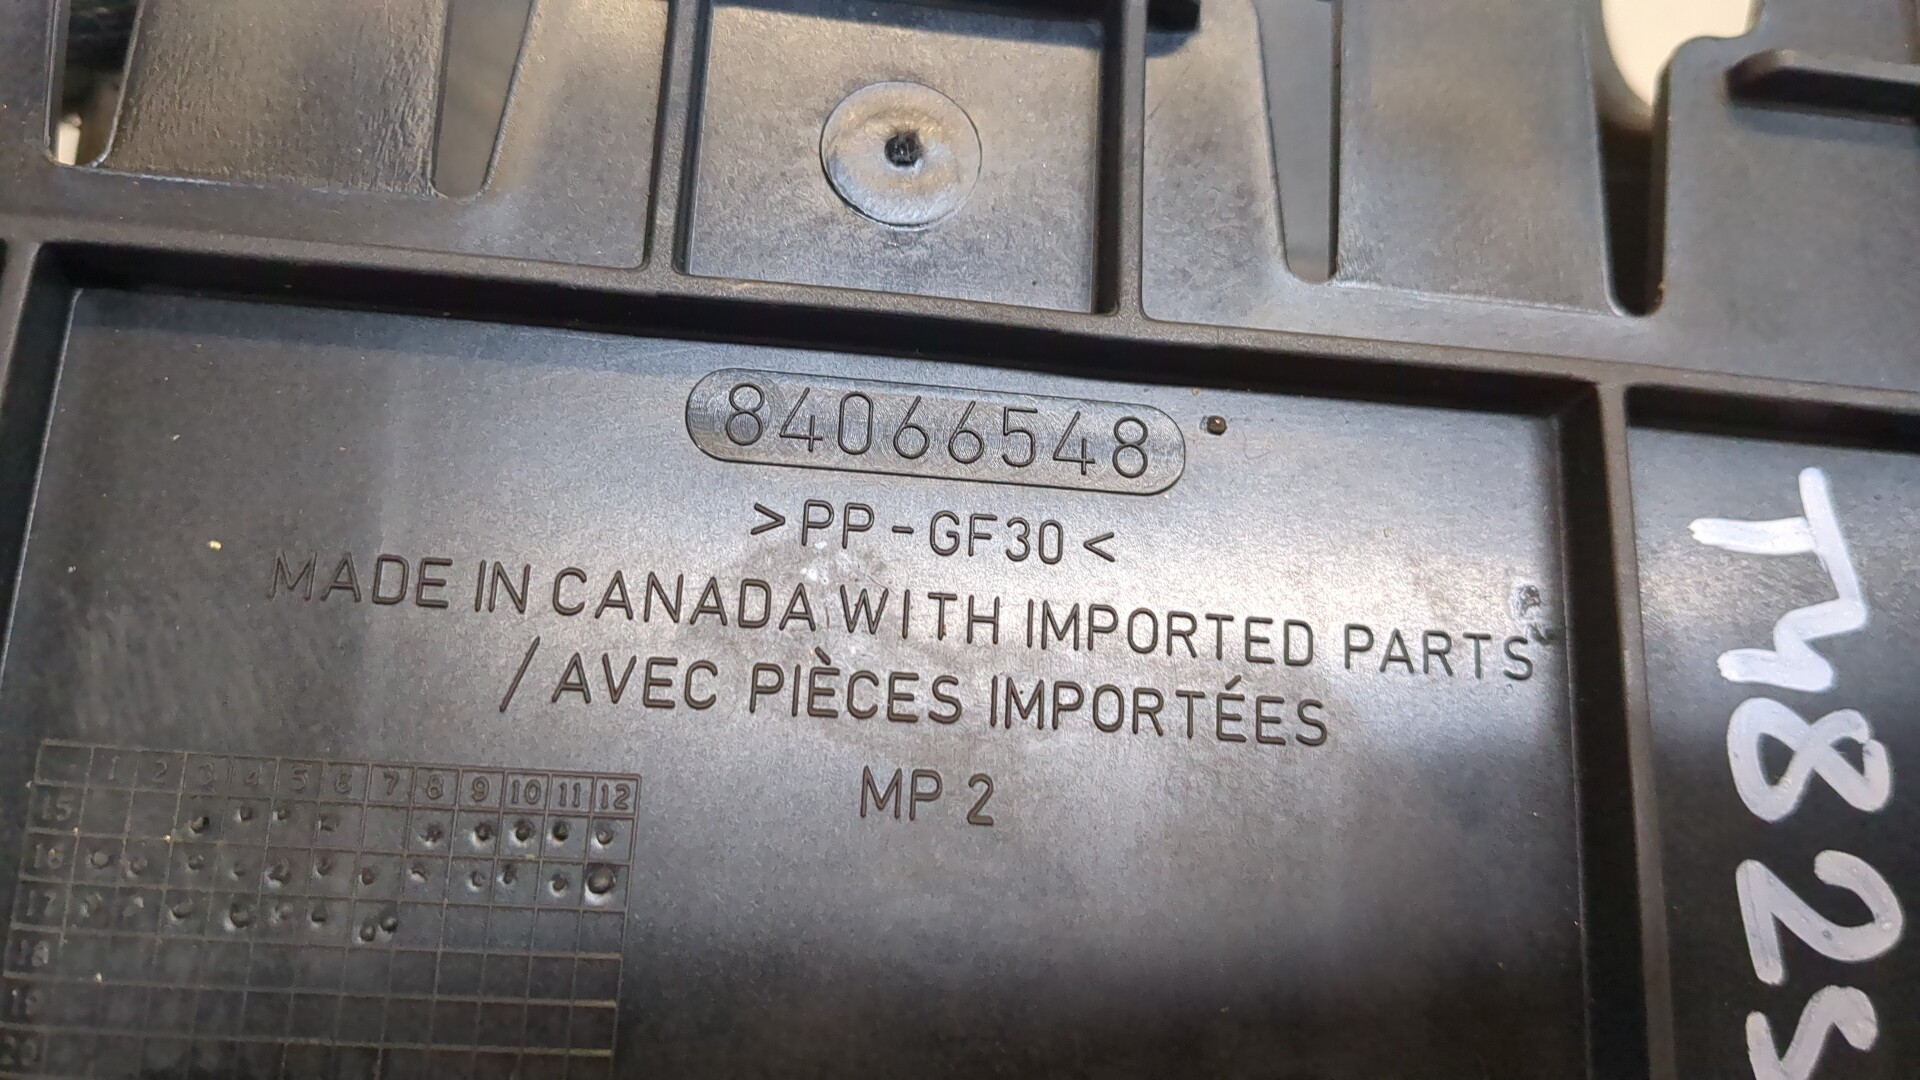 84066548
>PP-GF30<
MADE IN CANADA WITH IMPORTED PARTS
/ AVEC PIÈCES IMPORTÉES
MP 2
1 2 3 4 5 6 7 8 9 10 11 12
15
16
17
18
19
20